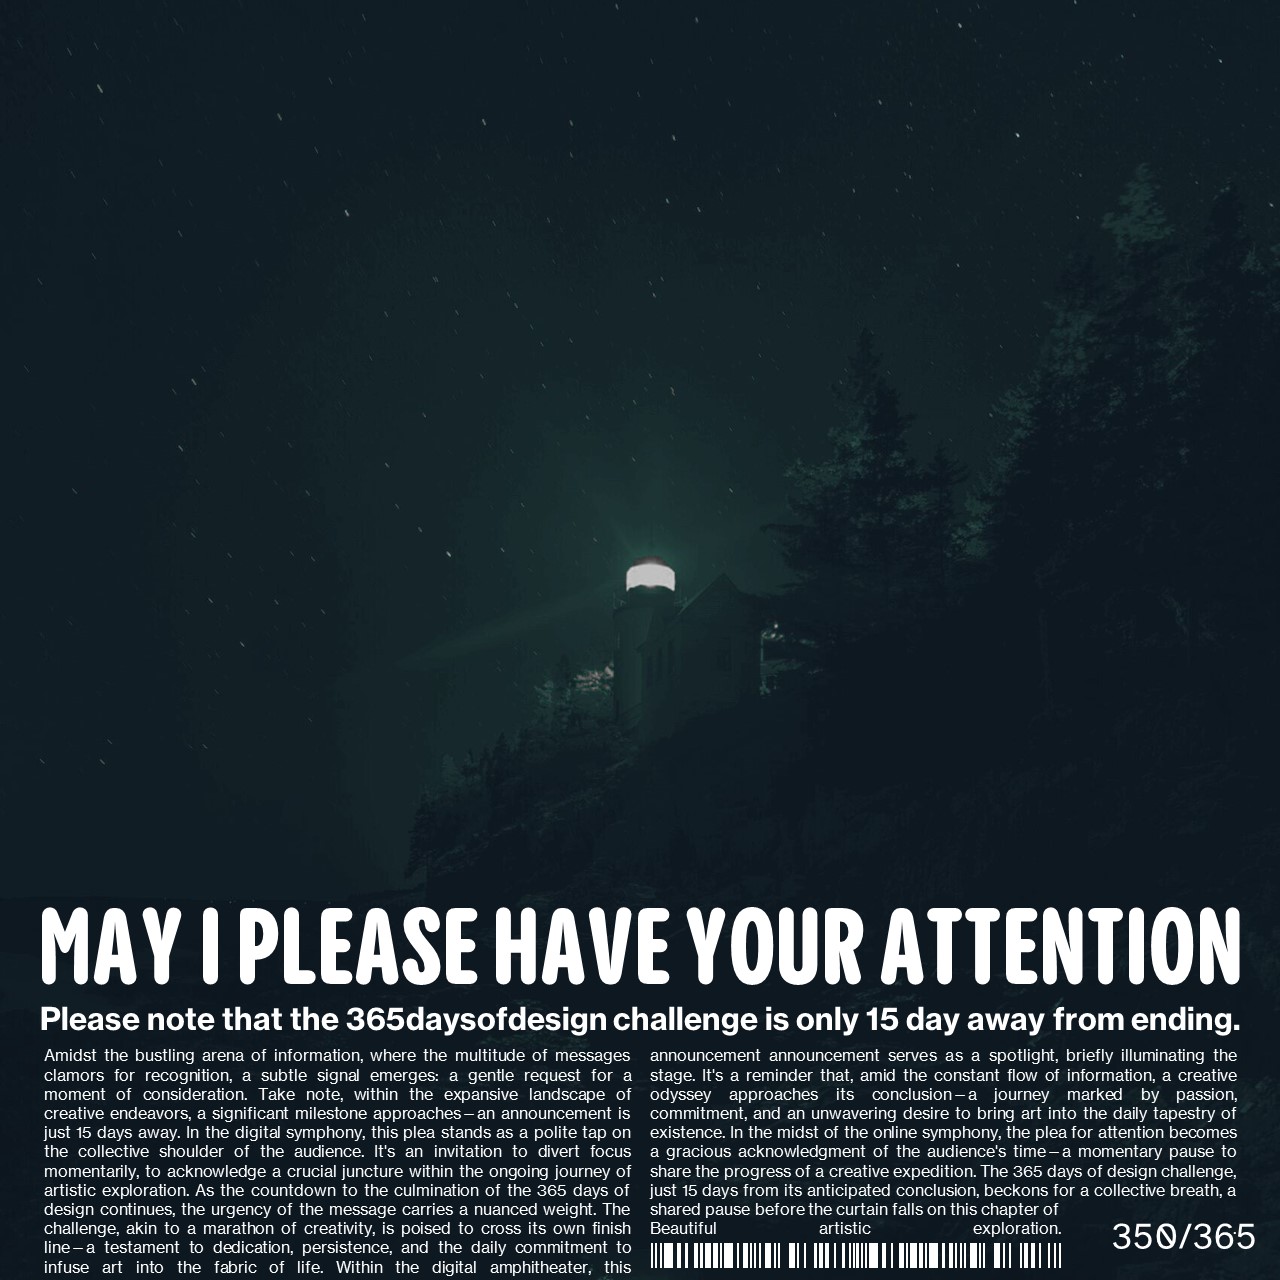 MAY I PLEASE HAVE YOUR ATTENTION
Please note that the 365daysofdesign challenge is only 15 day away from ending.
Amidst the bustling arena of information, where the multitude of messages
clamors for recognition, a subtle signal emerges: a gentle request for a
moment of consideration. Take note, within the expansive landscape of
creative endeavors, a significant milestone approaches—an announcement is
just 15 days away. In the digital symphony, this plea stands as a polite tap on
the collective shoulder of the audience. It's an invitation to divert focus
momentarily, to acknowledge a crucial juncture within the ongoing journey of
artistic exploration. As the countdown to the culmination of the 365 days of
design continues, the urgency of the message carries a nuanced weight. The
challenge, akin to a marathon of creativity, is poised to cross its own finish
line—a testament to dedication, persistence, and the daily commitment to
infuse art into the fabric of life. Within the digital amphitheater, this
announcement announcement serves as a spotlight, briefly illuminating the
stage. It's a reminder that, amid the constant flow of information, a creative
odyssey approaches its conclusion—a journey marked by passion,
commitment, and an unwavering desire to bring art into the daily tapestry of
existence. In the midst of the online symphony, the plea for attention becomes
a gracious acknowledgment of the audience's time—a momentary pause to
share the progress of a creative expedition. The 365 days of design challenge,
just 15 days from its anticipated conclusion, beckons for a collective breath, a
shared pause before the curtain falls on this chapter of
Beautiful artistic exploration.
350/365